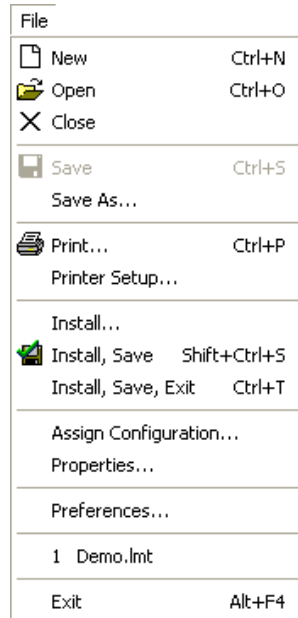 File
New Ctrl+N
Open Ctrl+O
Close
Save Ctrl+S
Save As...
Print... Ctrl+P
Printer Setup...
Install...
Install, Save Shift+Ctrl+S
Install, Save, Exit Ctrl+T
Assign Configuration...
Properties...
Preferences...
1 Demo.lmt
Exit Alt+F4